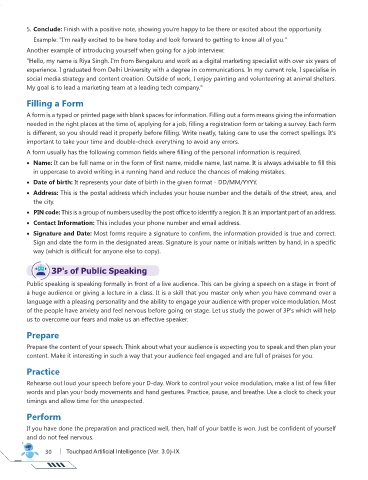 5. Conclude: Finish with a positive note, showing you're happy to be there or excited about the opportunity.
Example: "I'm really excited to be here today and look forward to getting to know all of you."
Another example of introducing yourself when going for a job interview:
"Hello, my name is Riya Singh. I'm from Bengaluru and work as a digital marketing specialist with over six years of
experience. I graduated from Delhi University with a degree in communications. In my current role, I specialise in
social media strategy and content creation. Outside of work, I enjoy painting and volunteering at animal shelters.
My goal is to lead a marketing team at a leading tech company."
Filling a Form
A form is a typed or printed page with blank spaces for information. Filling out a form means giving the information
needed in the right places at the time of, applying for a job, filling a registration form or taking a survey. Each form
is different, so you should read it properly before filling. Write neatly, taking care to use the correct spellings. It's
important to take your time and double-check everything to avoid any errors.
A form usually has the following common fields where filling of the personal information is required.
• Name: It can be full name or in the form of first name, middle name, last name. It is always advisable to fill this
in uppercase to avoid writing in a running hand and reduce the chances of making mistakes.
• Date of birth: It represents your date of birth in the given format - DD/MM/YYYY.
• Address: This is the postal address which includes your house number and the details of the street, area, and
the city.
• PIN code: This is a group of numbers used by the post office to identify a region. It is an important part of an address.
• Contact Information: This includes your phone number and email address.
• Signature and Date: Most forms require a signature to confirm, the information provided is true and correct.
Sign and date the form in the designated areas. Signature is your name or initials written by hand, in a specific
way (which is difficult for anyone else to copy).
3P's of Public Speaking
Public speaking is speaking formally in front of a live audience. This can be giving a speech on a stage in front of
a huge audience or giving a lecture in a class. It is a skill that you master only when you have command over a
language with a pleasing personality and the ability to engage your audience with proper voice modulation. Most
of the people have anxiety and feel nervous before going on stage. Let us study the power of 3P's which will help
us to overcome our fears and make us an effective speaker.
Prepare
Prepare the content of your speech. Think about what your audience is expecting you to speak and then plan your
content. Make it interesting in such a way that your audience feel engaged and are full of praises for you.
Practice
Rehearse out loud your speech before your D-day. Work to control your voice modulation, make a list of few filler
words and plan your body movements and hand gestures. Practice, pause, and breathe. Use a clock to check your
timings and allow time for the unexpected.
Perform
If you have done the preparation and practiced well, then, half of your battle is won. Just be confident of yourself
and do not feel nervous.
30 | Touchpad Artificial Intelligence (Ver. 3.0)-IX